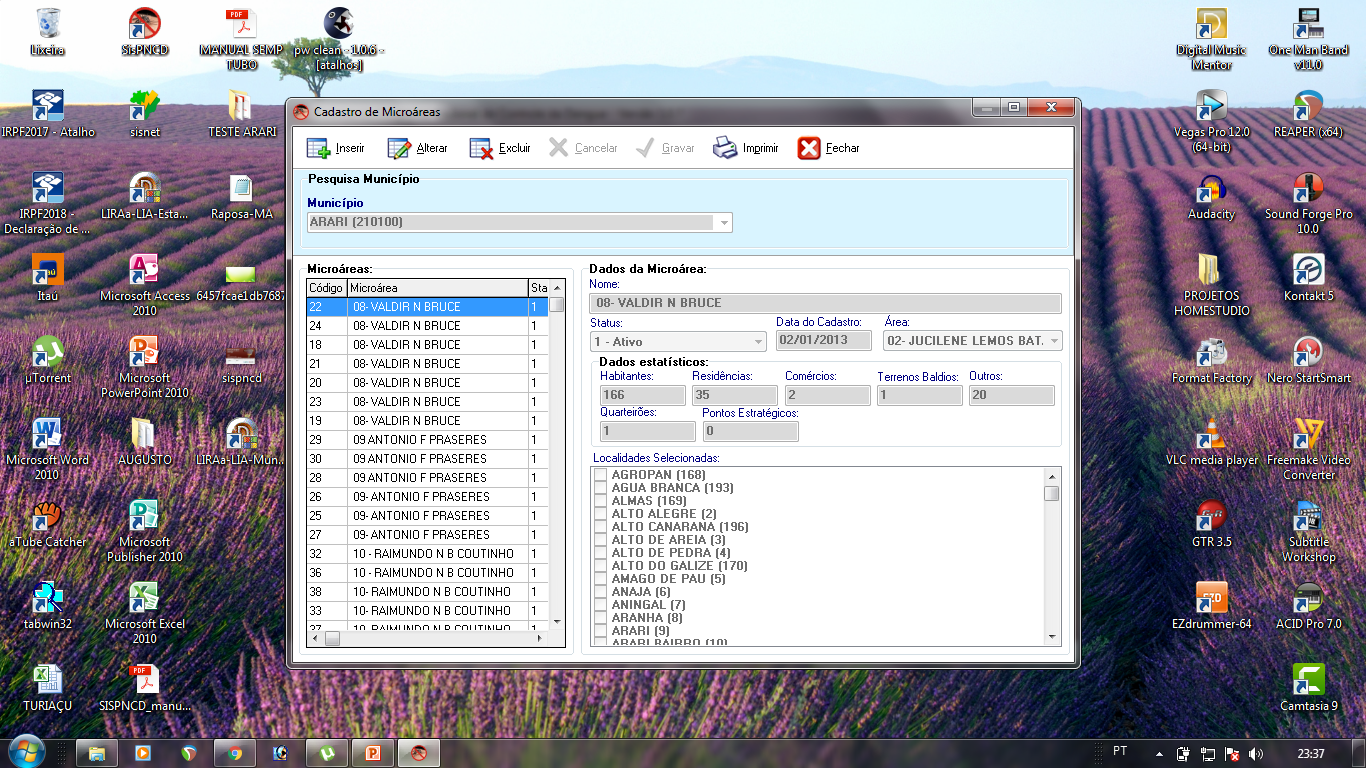 Lixeira
SisPNCD
MANUAL SEMP TUBO
pw clean - 1.0.6 - [atalhos]
Digital Music Mentor
One Man Band v11.0
IRPF2017 - Atalho
sisnet
TESTE ARARI
Vegas Pro 12.0 (64-bit)
REAPER (x64)
IRPF2018 - Declaração de ...
LIRAa-LIA-Esta...
Raposa-MA
Audacity
Sound Forge Pro 10.0
Itaú
Microsoft Access 2010
6457fcae1db7687
PROJETOS HOMESTUDIO
Kontakt 5
µTorrent
Microsoft PowerPoint 2010
sispncd
Format Factory
Nero StartSmart
Microsoft Word 2010
AUGUSTO
LIRAa-LIA-Mun...
VLC media player
Freemake Video Converter
aTube Catcher
Microsoft Publisher 2010
GTR 3.5
Subtitle Workshop
tabwin32
Microsoft Excel 2010
EZdrummer-64
ACID Pro 7.0
TURIAÇU
SISPNCD_manu...
Camtasia 9
Cadastro de Microáreas
Inserir Alterar Excluir Cancelar Gravar Imprimir Fechar
Pesquisa Município
Município
ARARI (210100)
Microáreas:
Código Microárea Sta
22 08- VALDIR N BRUCE 1
24 08- VALDIR N BRUCE 1
18 08- VALDIR N BRUCE 1
21 08- VALDIR N BRUCE 1
20 08- VALDIR N BRUCE 1
23 08- VALDIR N BRUCE 1
19 08- VALDIR N BRUCE 1
29 09 ANTONIO F PRASERES 1
30 09 ANTONIO F PRASERES 1
28 09 ANTONIO F PRASERES 1
26 09- ANTONIO F PRASERES 1
25 09- ANTONIO F PRASERES 1
27 09- ANTONIO F PRASERES 1
32 10 - RAIMUNDO N B COUTINHO 1
36 10 - RAIMUNDO N B COUTINHO 1
38 10- RAIMUNDO N B COUTINHO 1
33 10- RAIMUNDO N B COUTINHO 1
37 10- RAIMUNDO N B COUTINHO 1
Dados da Microárea:
Nome:
08- VALDIR N BRUCE
Status: Data do Cadastro: Área:
1 - Ativo 02/01/2013 02- JUCILENE LEMOS BAT.
Dados estatísticos:
Habitantes: Residências: Comércios: Terrenos Baldios: Outros:
166 35 2 1 20
Quarteirões: Pontos Estratégicos:
1 0
Localidades Selecionadas:
AGROPAN (168)
AGUA BRANCA (193)
ALMAS (169)
ALTO ALEGRE (2)
ALTO CANARANA (196)
ALTO DE AREIA (3)
ALTO DE PEDRA (4)
ALTO DO GALIZE (170)
AMAGO DE PAU (5)
ANAJA (6)
ANINGAL (7)
ARANHA (8)
ARARI (9)
ARARI BAIRRO (10)
PT
23:37